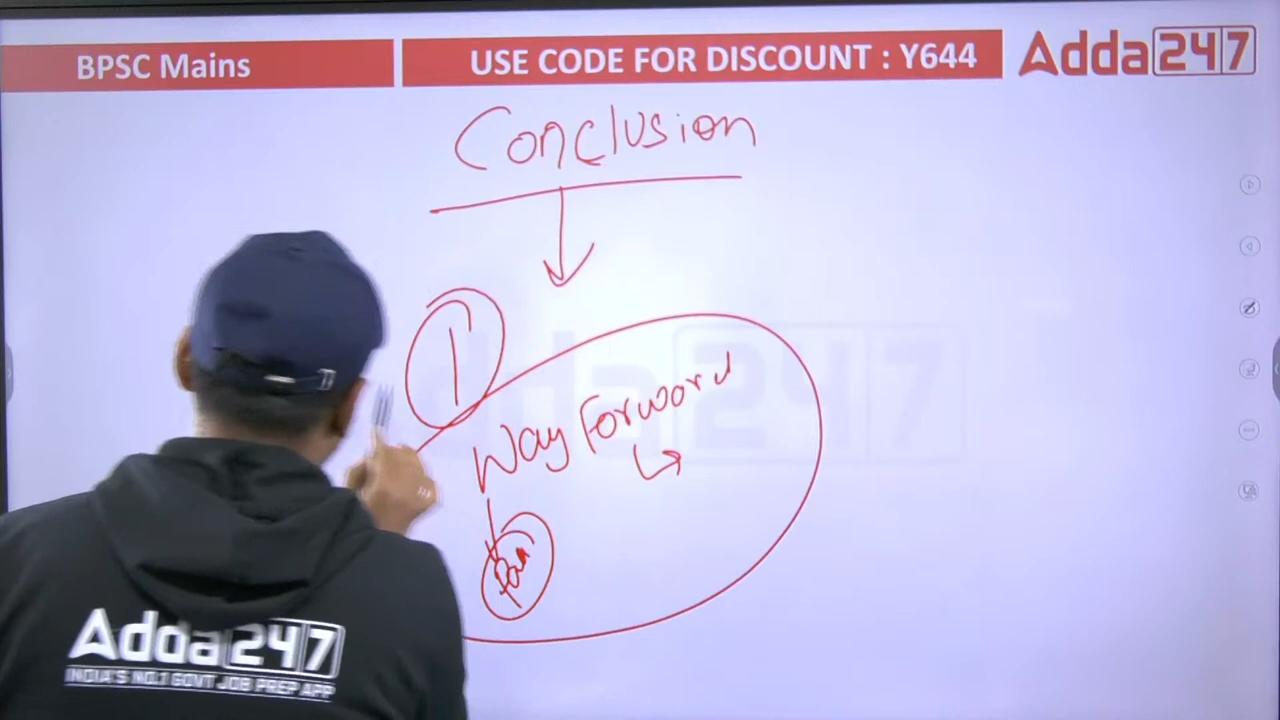 BPSC Mains
USE CODE FOR DISCOUNT : Y644
Adda247
Conclusion
1
Way Forward
Adda247
INDIA'S NO.1 GOVT JOB PREP APP